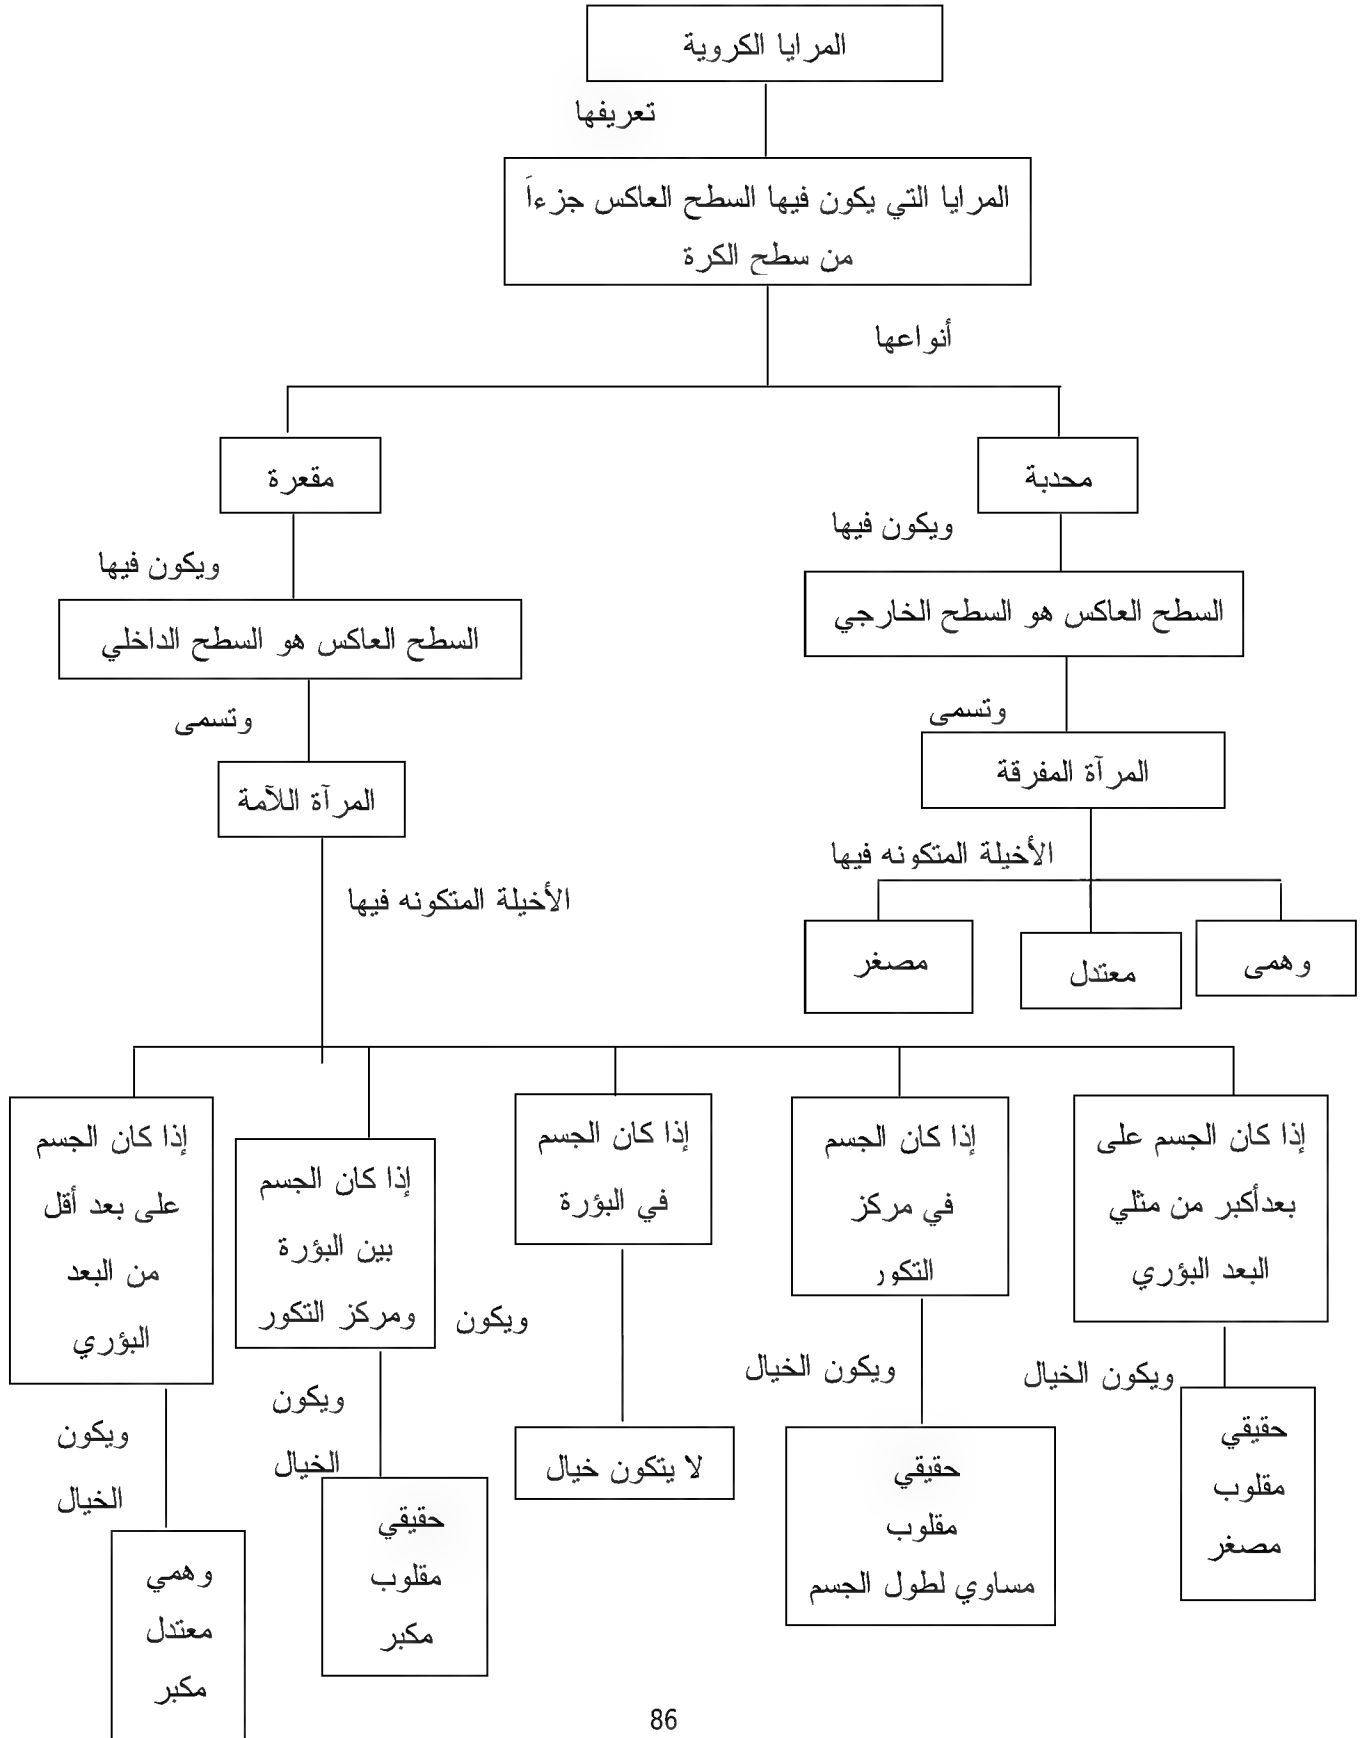 المرايا الكروية
تعريفها
المرايا التي يكون فيها السطح العاكس جزءاَ
من سطح الكرة
أنواعها
محدبة
ويكون فيها
السطح العاكس هو السطح الخارجي
وتسمى
المرآة المفرقة
الأخيلة المتكونه فيها
وهمى
معتدل
مصغر
مقعرة
ويكون فيها
السطح العاكس هو السطح الداخلي
وتسمى
المرآة اللآمة
الأخيلة المتكونه فيها
إذا كان الجسم على
بعدأكبر من مثلي
البعد البؤري
ويكون الخيال
حقيقي
مقلوب
مصغر
إذا كان الجسم
في مركز
التكور
ويكون الخيال
حقيقي
مقلوب
مساوي لطول الجسم
إذا كان الجسم
في البؤرة
ويكون
لا يتكون خيال
إذا كان الجسم
بين البؤرة
ومركز التكور
ويكون
الخيال
حقيقي
مقلوب
مكبر
إذا كان الجسم
على بعد أقل
من البعد
البؤري
ويكون
الخيال
وهمي
معتدل
مكبر
86